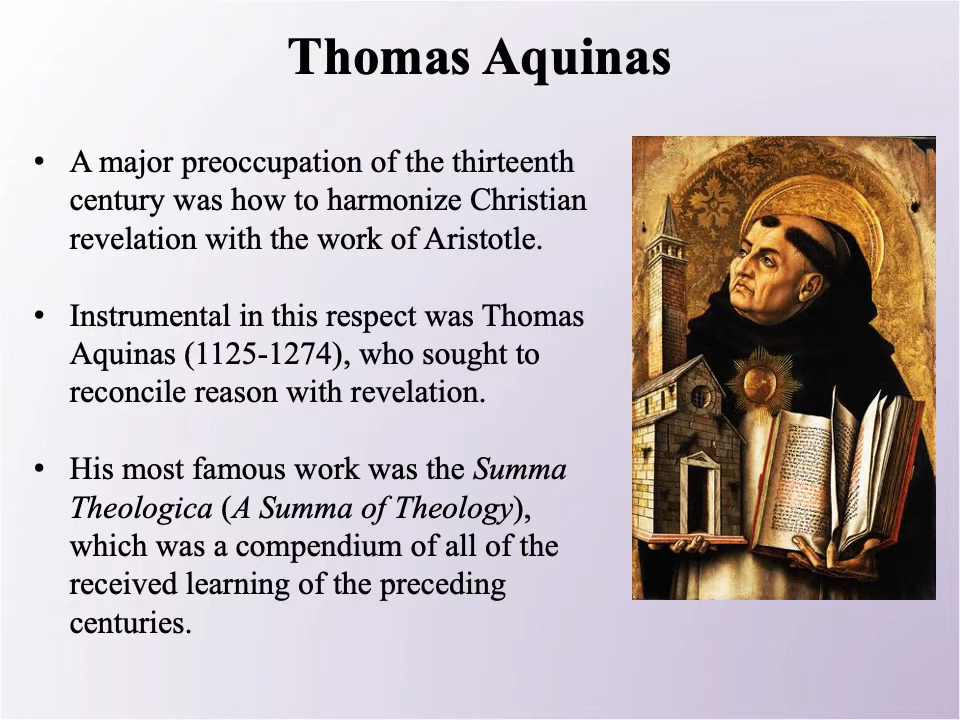 Thomas Aquinas
• A major preoccupation of the thirteenth
century was how to harmonize Christian
revelation with the work of Aristotle.
• Instrumental in this respect was Thomas
Aquinas (1125-1274), who sought to
reconcile reason with revelation.
• His most famous work was the Summa
Theologica (A Summa of Theology),
which was a compendium of all of the
received learning of the preceding
centuries.